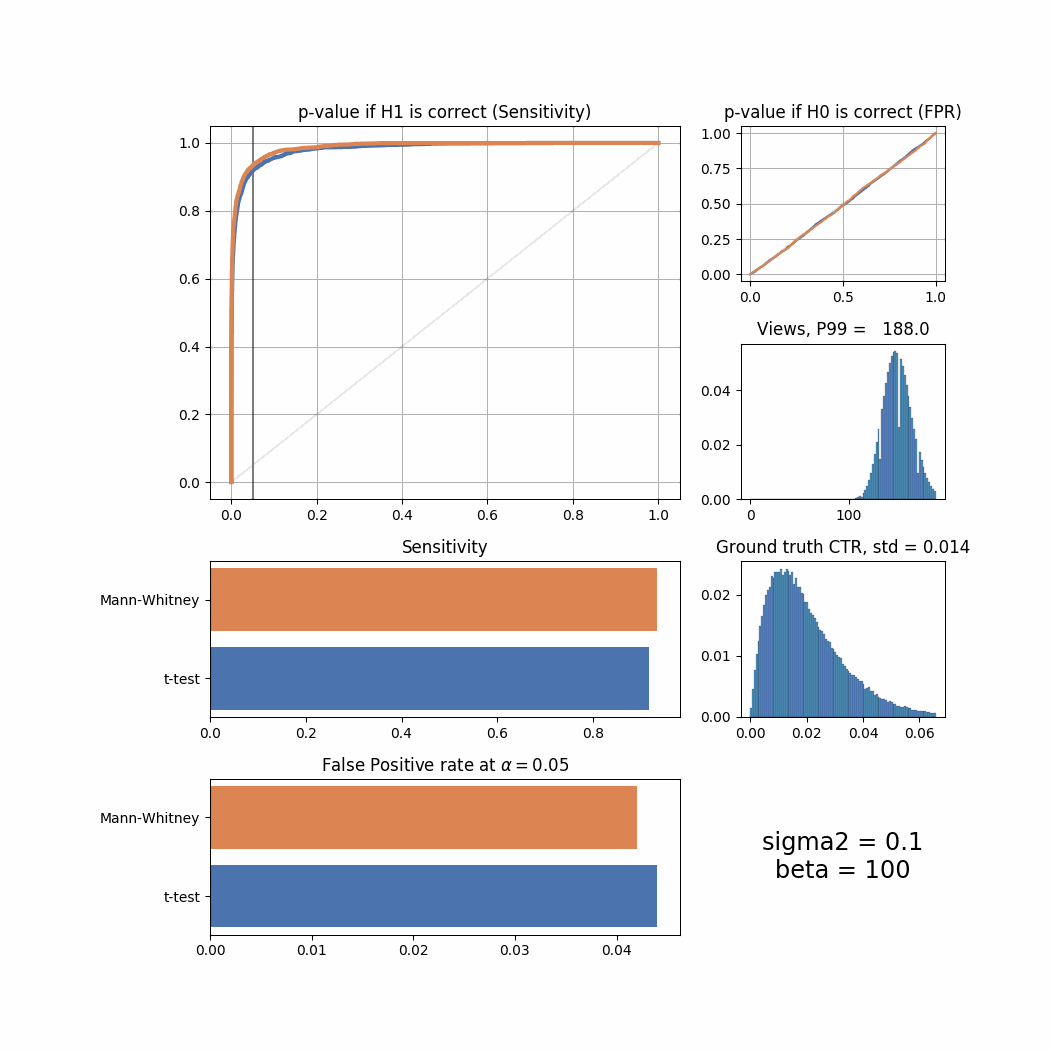 p-value if H1 is correct (Sensitivity)
1.0
0.8
0.6
0.4
0.2
0.0
0.0 0.2 0.4 0.6 0.8 1.0
p-value if H0 is correct (FPR)
1.00
0.75
0.50
0.25
0.00
0.0 0.5 1.0
Views, P99 = 188.0
0.04
0.02
0.00
0 100
Sensitivity
Mann-Whitney
t-test
0.0 0.2 0.4 0.6 0.8
Ground truth CTR, std = 0.014
0.02
0.01
0.00
0.00 0.02 0.04 0.06
False Positive rate at α = 0.05
Mann-Whitney
t-test
0.00 0.01 0.02 0.03 0.04
sigma2 = 0.1
beta = 100